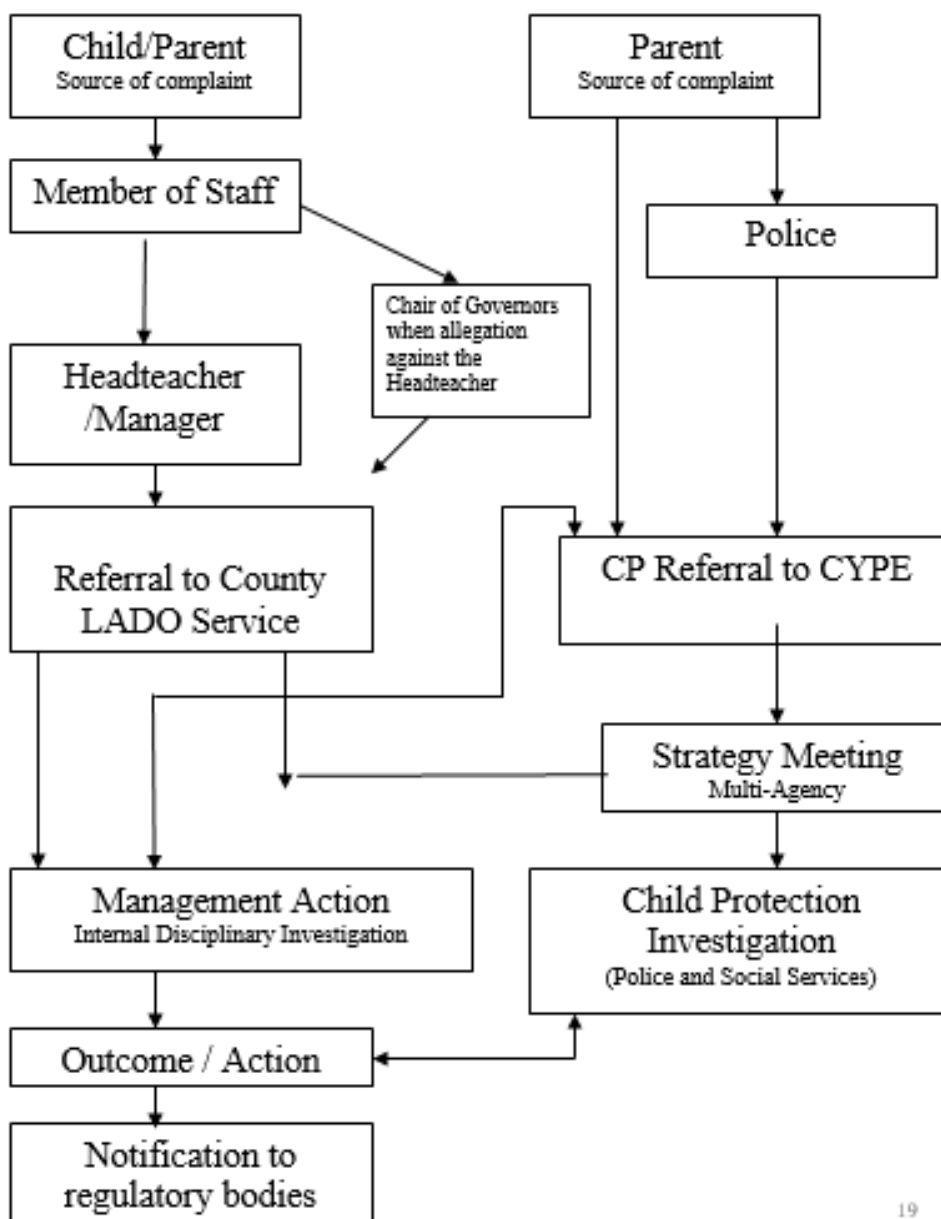 Child/Parent
Source of complaint
Parent
Source of complaint
Member of Staff
Police
Chair of Governors
when allegation
against the
Headteacher
Headteacher
/Manager
Referral to County
LADO Service
CP Referral to CYPE
Strategy Meeting
Multi-Agency
Management Action
Internal Disciplinary Investigation
Child Protection
Investigation
(Police and Social Services)
Outcome / Action
Notification to
regulatory bodies
19